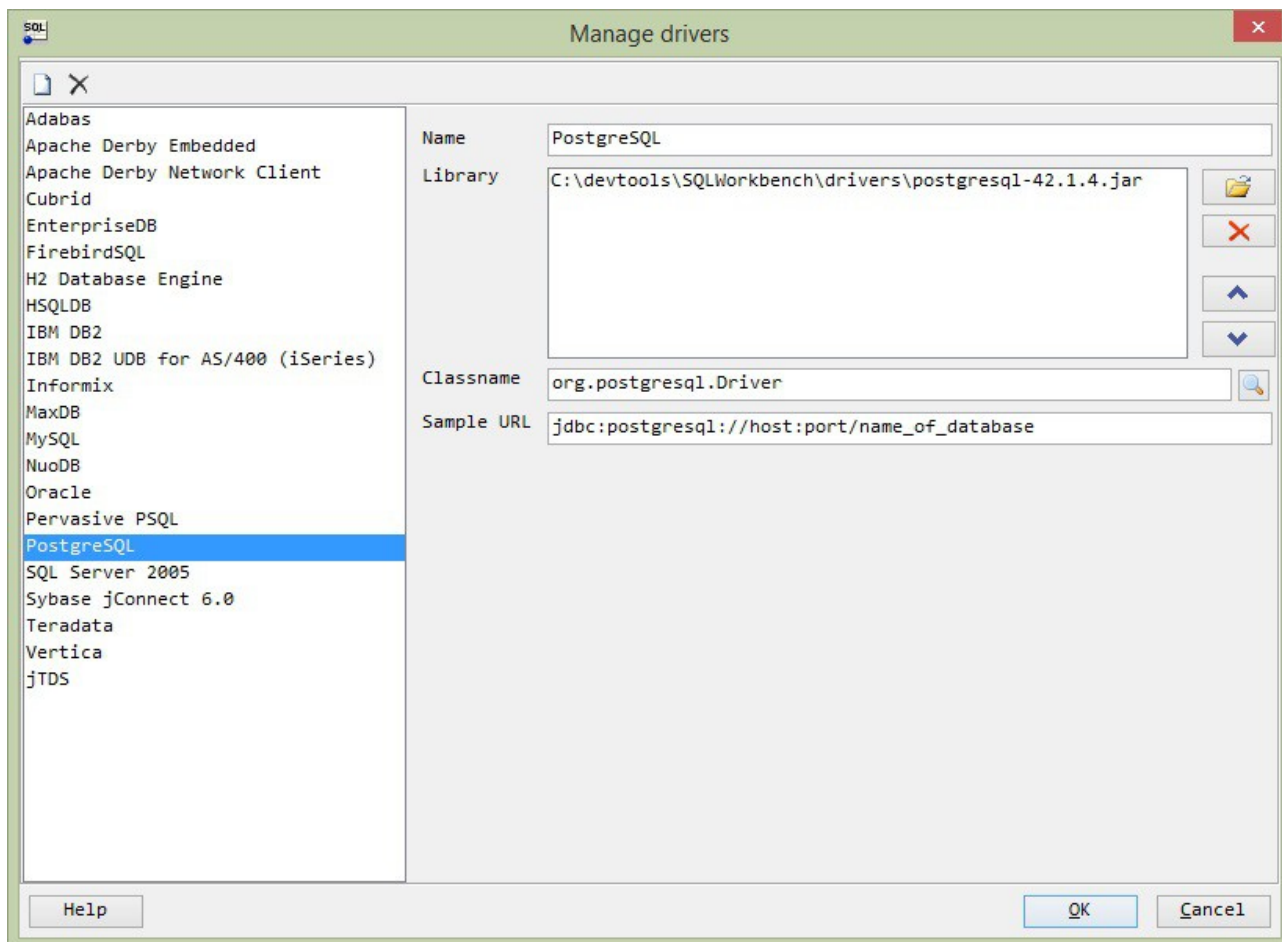 SQL
Manage drivers
Adabas
Apache Derby Embedded
Apache Derby Network Client
Cubrid
EnterpriseDB
FirebirdSQL
H2 Database Engine
HSQLDB
IBM DB2
IBM DB2 UDB for AS/400 (iSeries)
Informix
MaxDB
MySQL
NuoDB
Oracle
Pervasive PSQL
PostgreSQL
SQL Server 2005
Sybase jConnect 6.0
Teradata
Vertica
jTDS
Name PostgreSQL
Library C:\devtools\SQLWorkbench\drivers\postgresql-42.1.4.jar
Classname org.postgresql.Driver
Sample URL jdbc:postgresql://host:port/name_of_database
Help OK Cancel